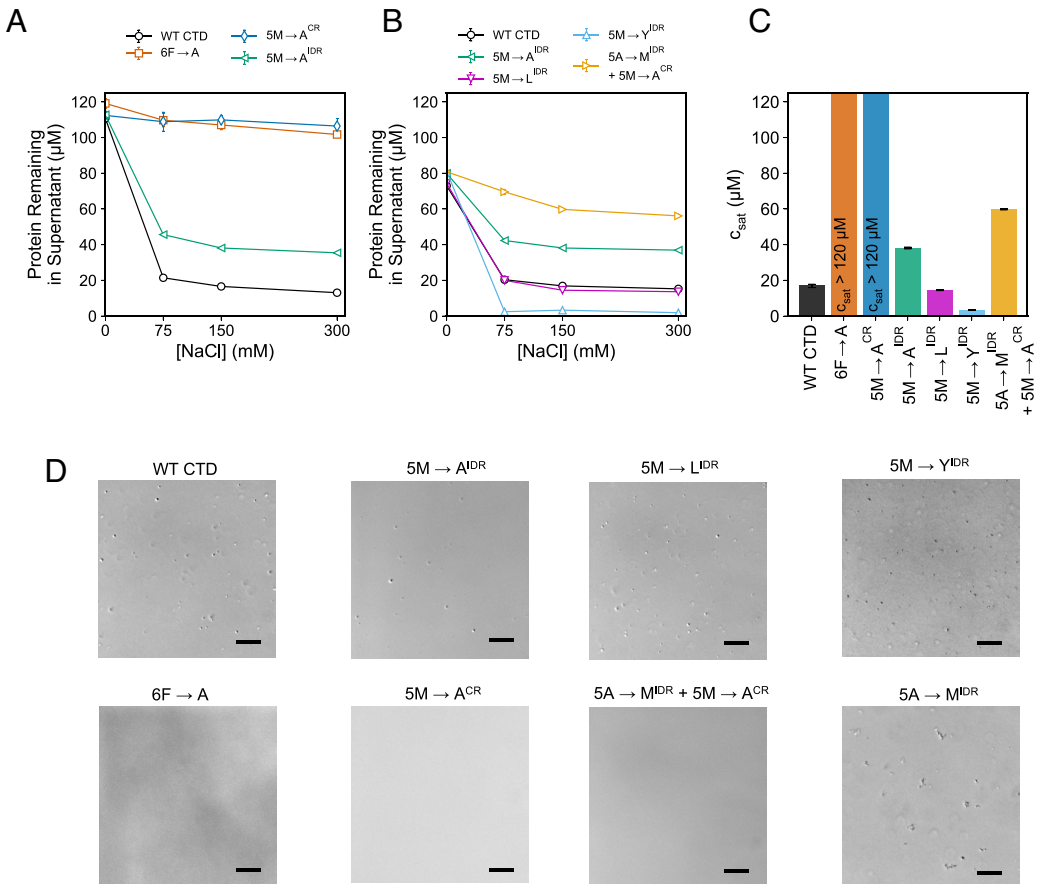 A
WT CTD
6F→A
5M→A^CR
5M→A^IDR
Protein Remaining
in Supernatant (μM)
120
100
80
60
40
20
0
0 75 150 300
[NaCl] (mM)
B
WT CTD
5M→A^IDR
5M→L^IDR
5M→Y^IDR
5A→M^IDR
+ 5M→A^CR
Protein Remaining
in Supernatant (μM)
120
100
80
60
40
20
0
0 75 150 300
[NaCl] (mM)
C
c_sat (μM)
120
100
80
60
40
20
0
c_sat > 120 μM
c_sat > 120 μM
WT CTD
6F→A
5M→A^CR
5M→A^IDR
5M→L^IDR
5M→Y^IDR
5A→M^IDR
+ 5M→A^CR
D
WT CTD
5M→A^IDR
5M→L^IDR
5M→Y^IDR
6F→A
5M→A^CR
5A→M^IDR + 5M→A^CR
5A→M^IDR